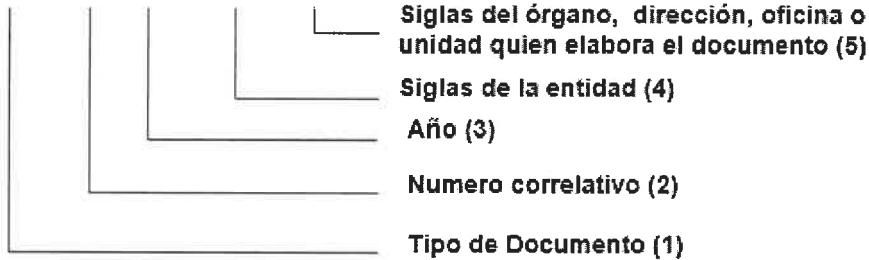 Siglas del órgano, dirección, oficina o
unidad quien elabora el documento (5)
Siglas de la entidad (4)
Año (3)
Numero correlativo (2)
Tipo de Documento (1)